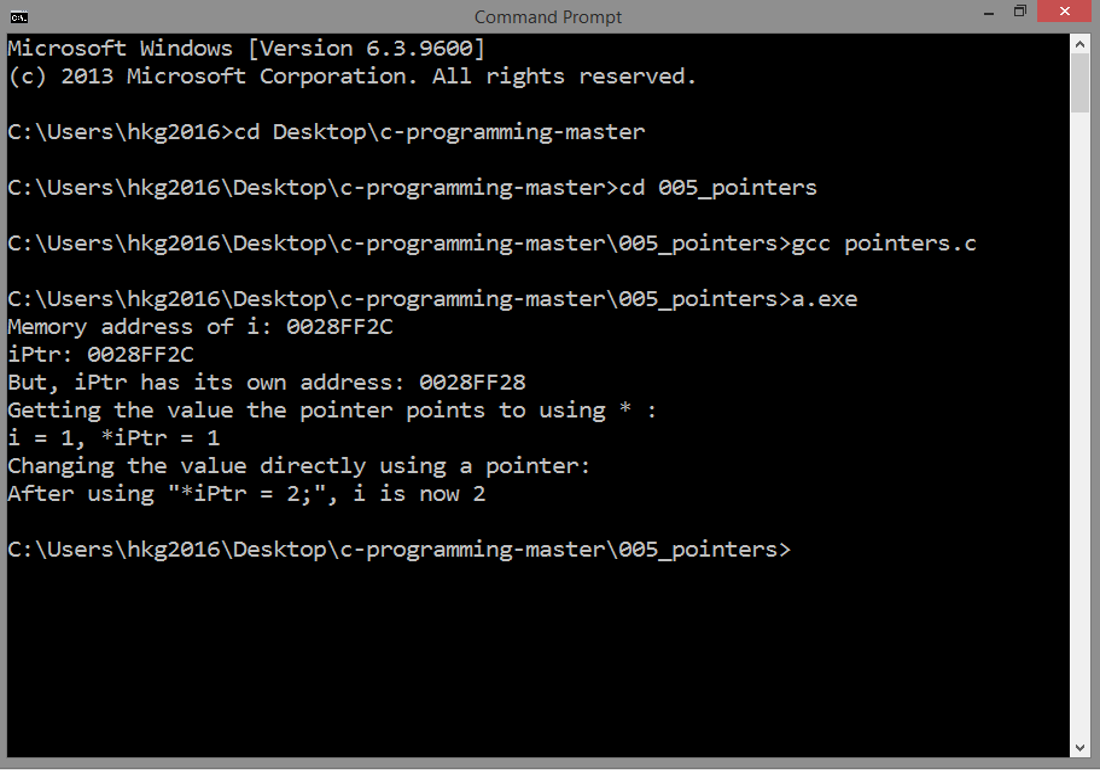 Command Prompt
Microsoft Windows [Version 6.3.9600]
(c) 2013 Microsoft Corporation. All rights reserved.
C:\Users\hkg2016>cd Desktop\c-programming-master
C:\Users\hkg2016\Desktop\c-programming-master>cd 005_pointers
C:\Users\hkg2016\Desktop\c-programming-master\005_pointers>gcc pointers.c
C:\Users\hkg2016\Desktop\c-programming-master\005_pointers>a.exe
Memory address of i: 0028FF2C
iPtr: 0028FF2C
But, iPtr has its own address: 0028FF28
Getting the value the pointer points to using * :
i = 1, *iPtr = 1
Changing the value directly using a pointer:
After using "*iPtr = 2;", i is now 2
C:\Users\hkg2016\Desktop\c-programming-master\005_pointers>